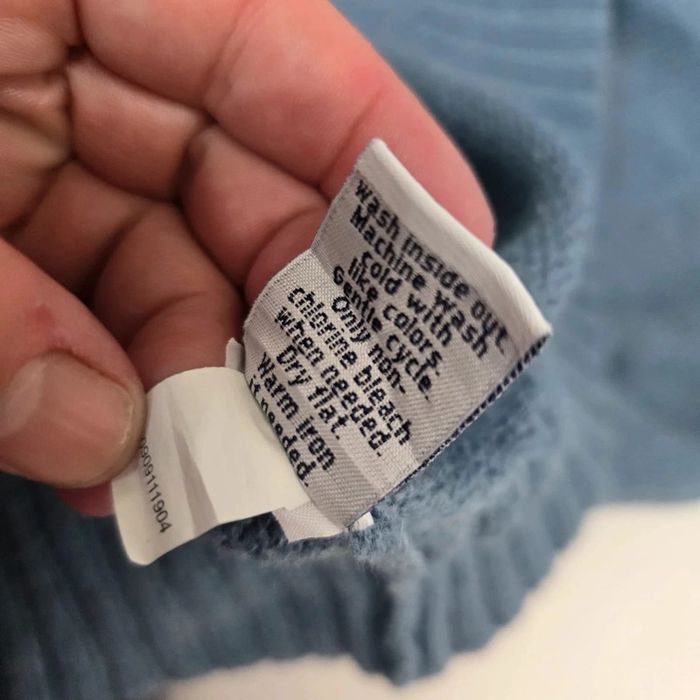 wash inside out.
Machine wash
cold with
like colors.
Gentle cycle.
Only non-
chlorine bleach
when needed.
Dry flat.
Warm iron
if needed
0909111904